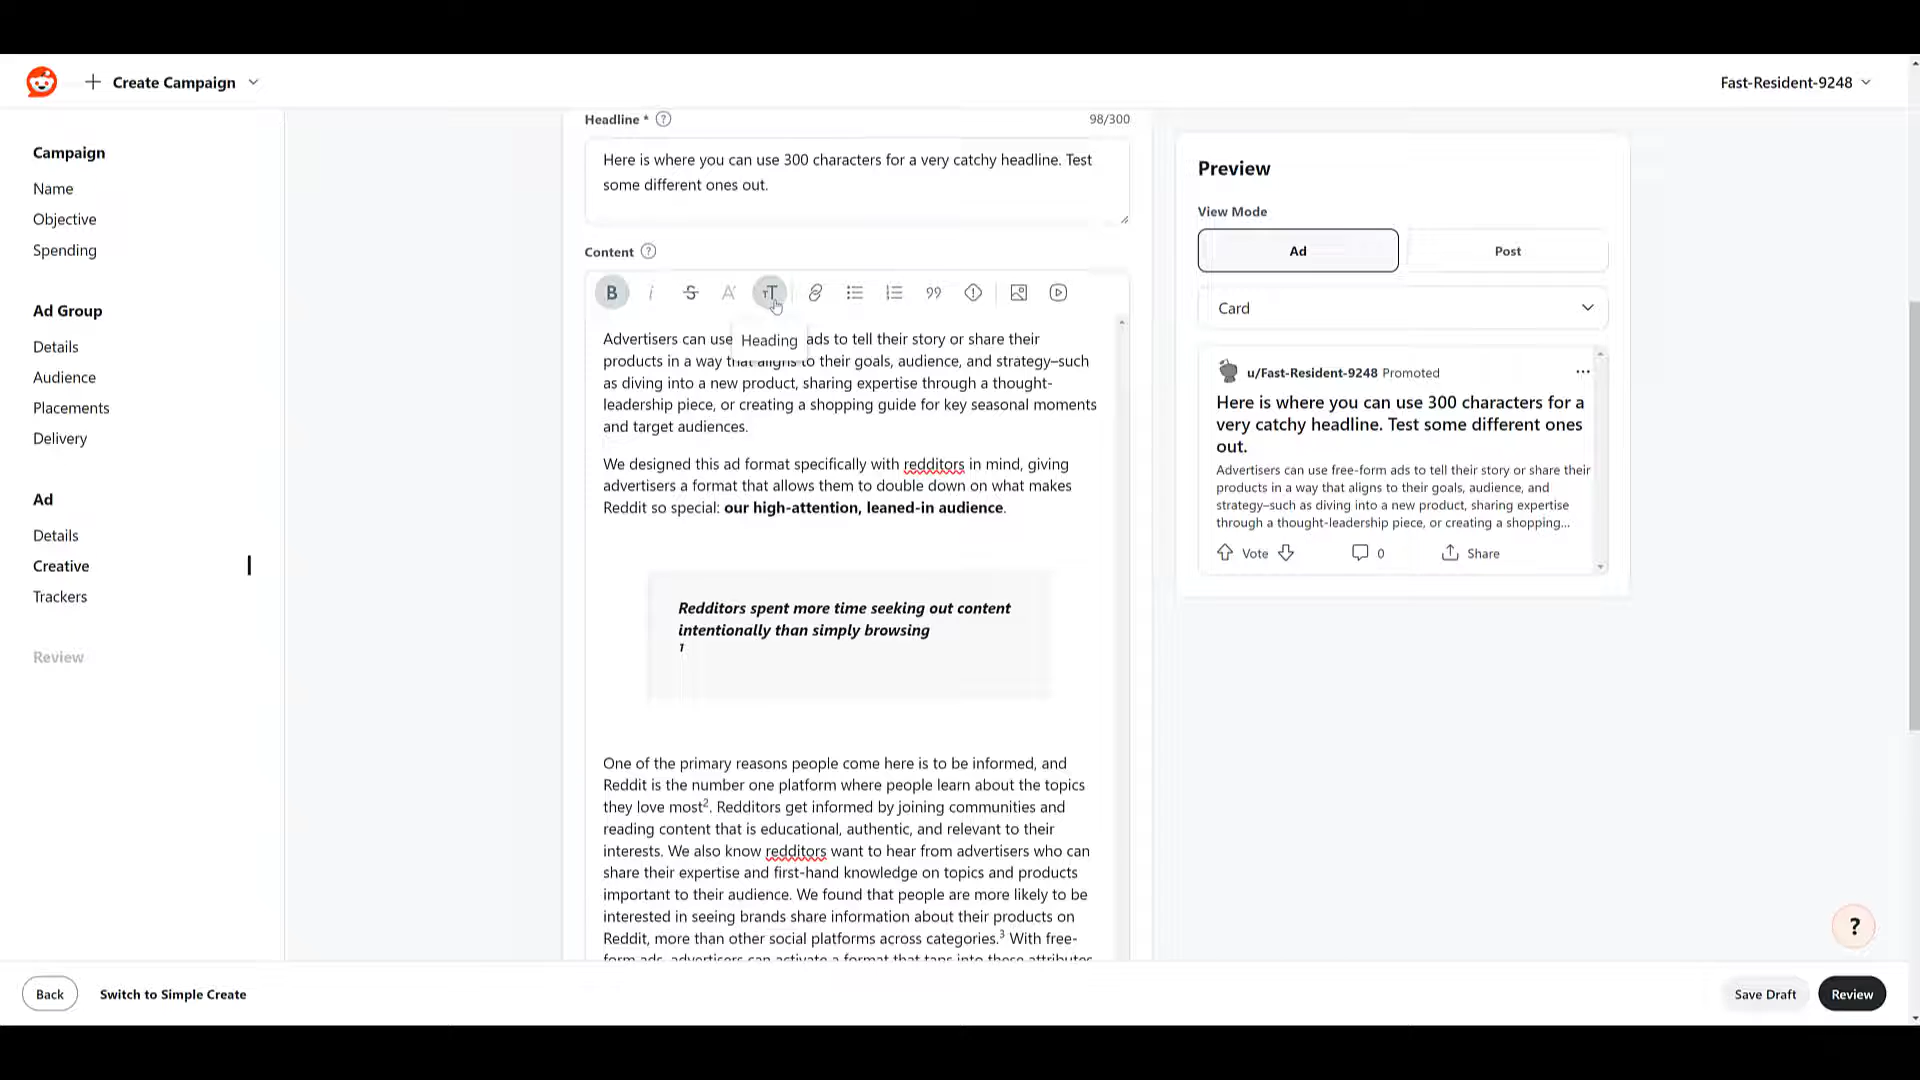 Create Campaign
Fast-Resident-9248
Campaign
Name
Objective
Spending
Ad Group
Details
Audience
Placements
Delivery
Ad
Details
Creative
Trackers
Review
Headline *
98/300
Here is where you can use 300 characters for a very catchy headline. Test
some different ones out.
Content
Heading
Advertisers can use ads to tell their story or share their
products in a way that aligns to their goals, audience, and strategy–such
as diving into a new product, sharing expertise through a thought-
leadership piece, or creating a shopping guide for key seasonal moments
and target audiences.
We designed this ad format specifically with redditors in mind, giving
advertisers a format that allows them to double down on what makes
Reddit so special: our high-attention, leaned-in audience.
Redditors spent more time seeking out content
intentionally than simply browsing
1
One of the primary reasons people come here is to be informed, and
Reddit is the number one platform where people learn about the topics
they love most2. Redditors get informed by joining communities and
reading content that is educational, authentic, and relevant to their
interests. We also know redditors want to hear from advertisers who can
share their expertise and first-hand knowledge on topics and products
important to their audience. We found that people are more likely to be
interested in seeing brands share information about their products on
Reddit, more than other social platforms across categories.3 With free-
form ads, advertisers can activate a format that taps into these attributes
Preview
View Mode
Ad
Post
Card
u/Fast-Resident-9248 Promoted
Here is where you can use 300 characters for a
very catchy headline. Test some different ones
out.
Advertisers can use free-form ads to tell their story or share their
products in a way that aligns to their goals, audience, and
strategy–such as diving into a new product, sharing expertise
through a thought-leadership piece, or creating a shopping...
Vote
0
Share
?
Back
Switch to Simple Create
Save Draft
Review